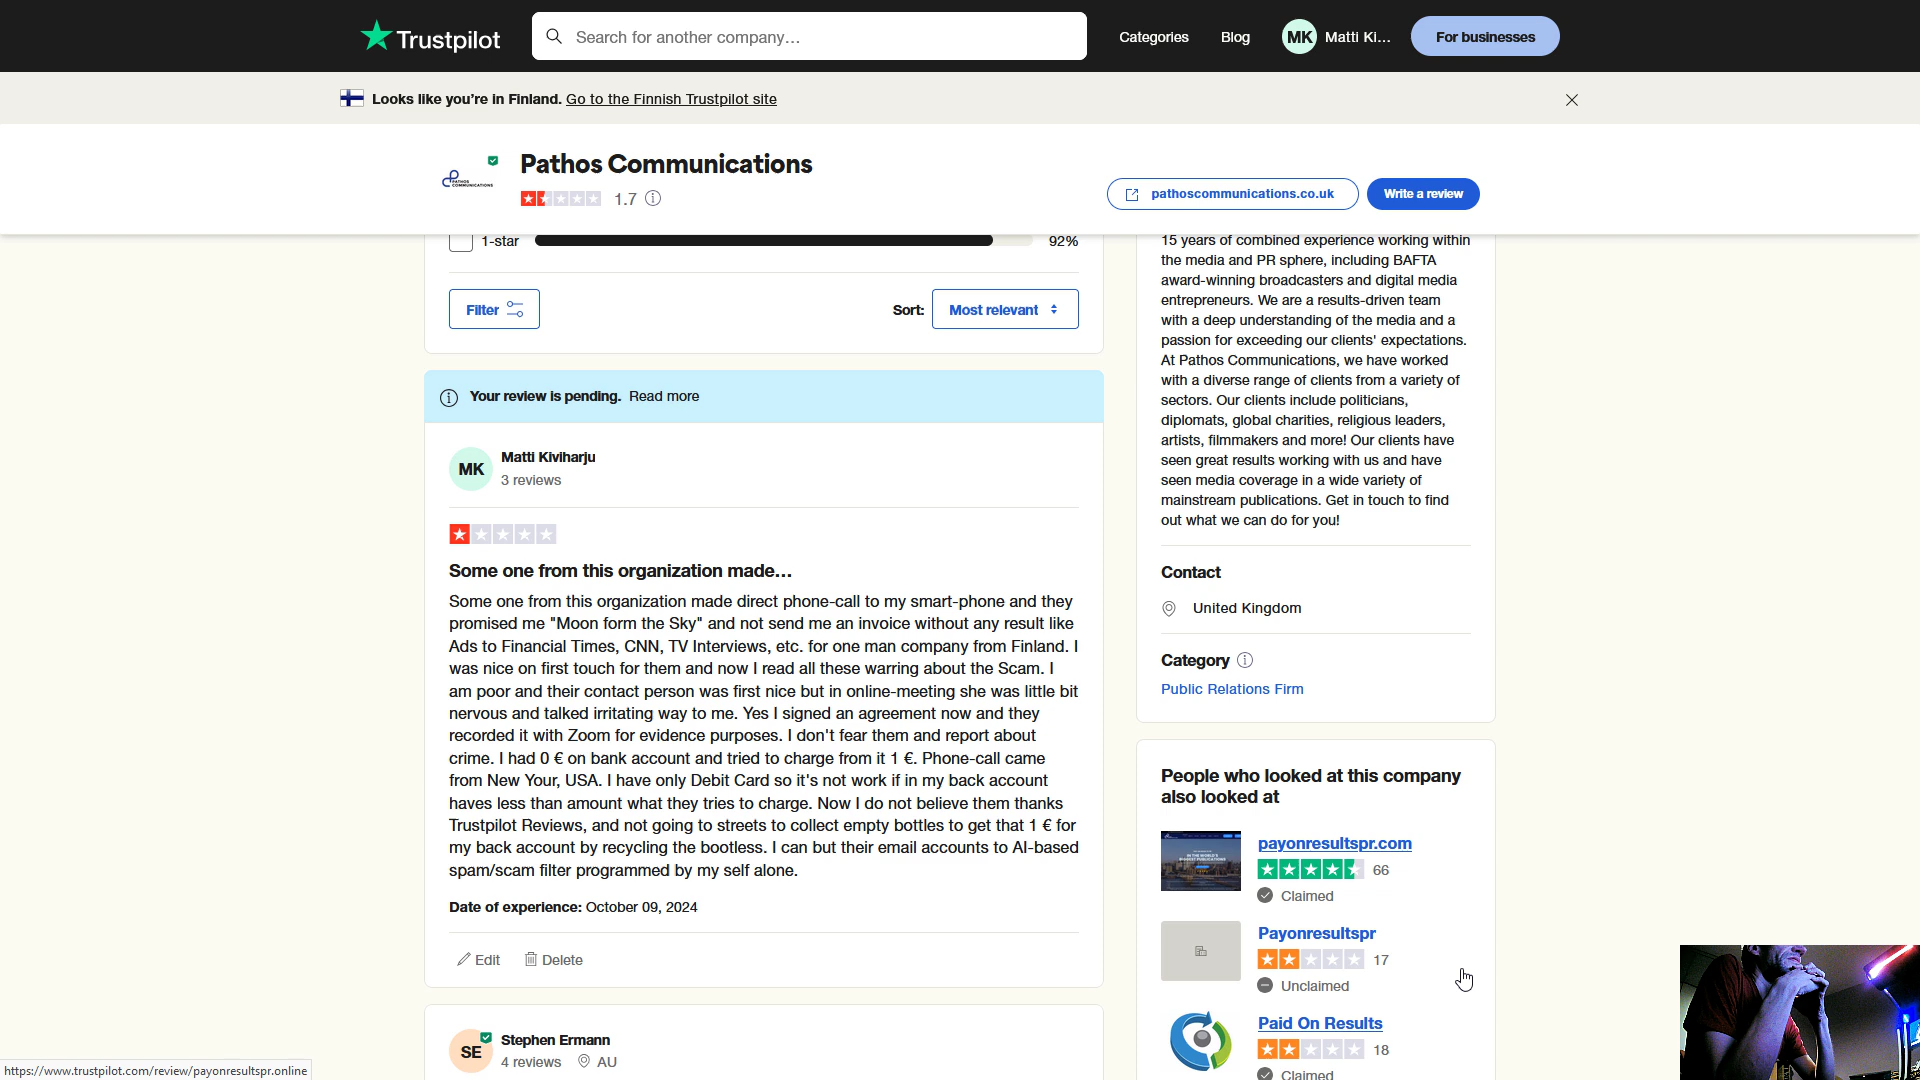 Trustpilot
Search for another company...
Categories
Blog
MK
Matti Ki...
For businesses
Looks like you're in Finland. Go to the Finnish Trustpilot site
PATHOS
COMMUNICATIONS
Pathos Communications
1.7
pathoscommunications.co.uk
Write a review
1-star
92%
Filter
Sort:
Most relevant
Your review is pending. Read more
MK
Matti Kiviharju
3 reviews
Some one from this organization made...
Some one from this organization made direct phone-call to my smart-phone and they
promised me "Moon form the Sky" and not send me an invoice without any result like
Ads to Financial Times, CNN, TV Interviews, etc. for one man company from Finland. I
was nice on first touch for them and now I read all these warring about the Scam. I
am poor and their contact person was first nice but in online-meeting she was little bit
nervous and talked irritating way to me. Yes I signed an agreement now and they
recorded it with Zoom for evidence purposes. I don't fear them and report about
crime. I had 0 € on bank account and tried to charge from it 1 €. Phone-call came
from New Your, USA. I have only Debit Card so it's not work if in my back account
haves less than amount what they tries to charge. Now I do not believe them thanks
Trustpilot Reviews, and not going to streets to collect empty bottles to get that 1 € for
my back account by recycling the bootless. I can but their email accounts to AI-based
spam/scam filter programmed by my self alone.
Date of experience: October 09, 2024
Edit
Delete
SE
Stephen Ermann
4 reviews
AU
15 years of combined experience working within
the media and PR sphere, including BAFTA
award-winning broadcasters and digital media
entrepreneurs. We are a results-driven team
with a deep understanding of the media and a
passion for exceeding our clients' expectations.
At Pathos Communications, we have worked
with a diverse range of clients from a variety of
sectors. Our clients include politicians,
diplomats, global charities, religious leaders,
artists, filmmakers and more! Our clients have
seen great results working with us and have
seen media coverage in a wide variety of
mainstream publications. Get in touch to find
out what we can do for you!
Contact
United Kingdom
Category
Public Relations Firm
People who looked at this company
also looked at
payonresultspr.com
66
Claimed
Payonresultspr
17
Unclaimed
Paid On Results
18
Claimed
https://www.trustpilot.com/review/payonresultspr.online